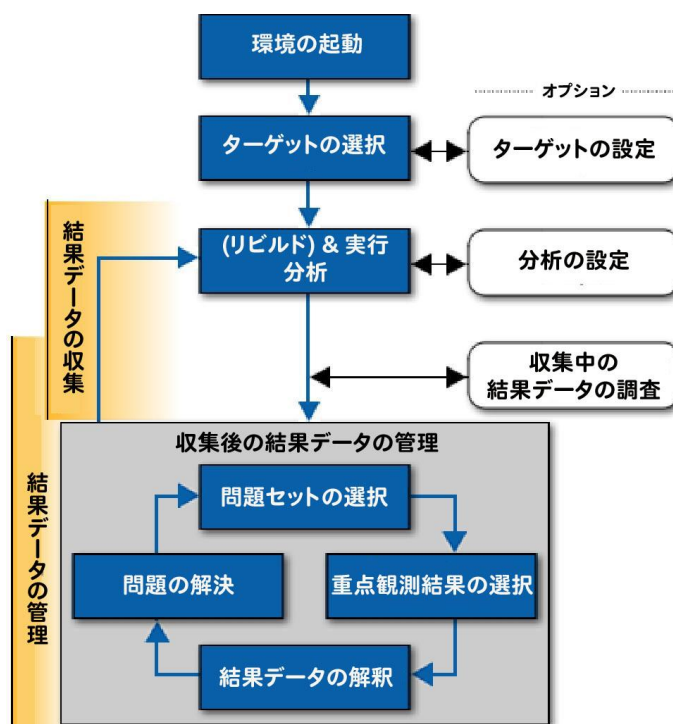 環境の起動
オプション
ターゲットの選択
ターゲットの設定
(リビルド) & 実行
分析
分析の設定
結果データの収集
収集中の
結果データの調査
収集後の結果データの管理
問題セットの選択
問題の解決
重点観測結果の選択
結果データの解釈
結果データの管理